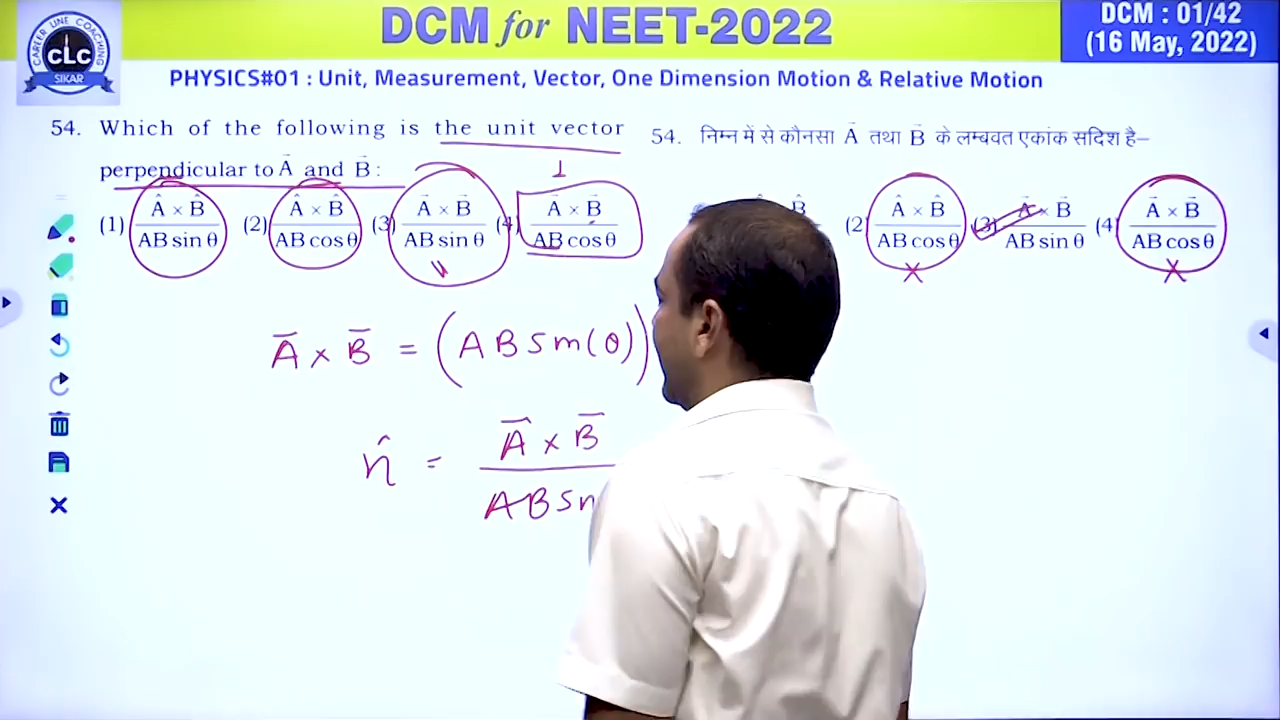 DCM for NEET-2022
DCM : 01/42
(16 May, 2022)
CAREER LINE COACHING
CLC
SIKAR
PHYSICS#01 : Unit, Measurement, Vector, One Dimension Motion & Relative Motion
54. Which of the following is the unit vector
perpendicular to A⃗ and B⃗ :
⊥
(1) Â × B̂ / AB sin θ (2) Â × B̂ / AB cos θ (3) A⃗ × B⃗ / AB sin θ (4) A⃗ × B⃗ / AB cos θ
54. निम्न में से कौनसा A⃗ तथा B⃗ के लम्बवत एकांक सदिश है–
B̂ (2) Â × B̂ / AB cos θ (3) A⃗ × B⃗ / AB sin θ (4) A⃗ × B⃗ / AB cos θ
A⃗ × B⃗ = (AB sin(θ))
n̂ = A⃗ × B⃗ / AB sin